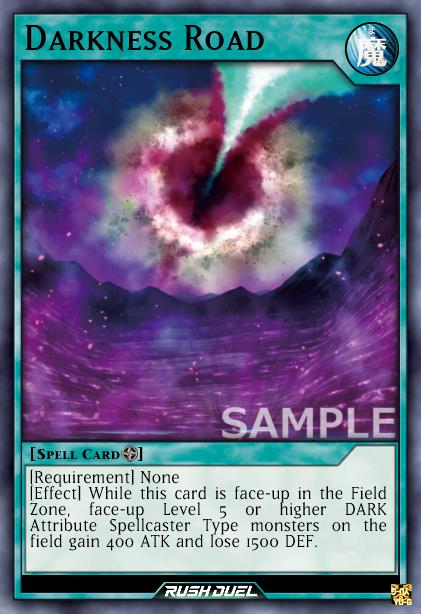 Darkness Road
ま
魔
SAMPLE
[Spell Card]
[Requirement] None
[Effect] While this card is face-up in the Field
Zone, face-up Level 5 or higher DARK
Attribute Spellcaster Type monsters on the
field gain 400 ATK and lose 1500 DEF.
RUSH DUEL